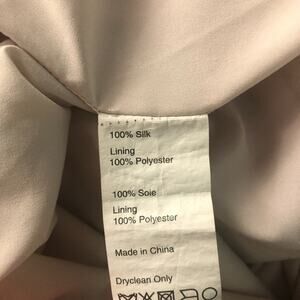 100% Silk
Lining
100% Polyester
100% Soie
Lining
100% Polyester
Made in China
Dryclean Only